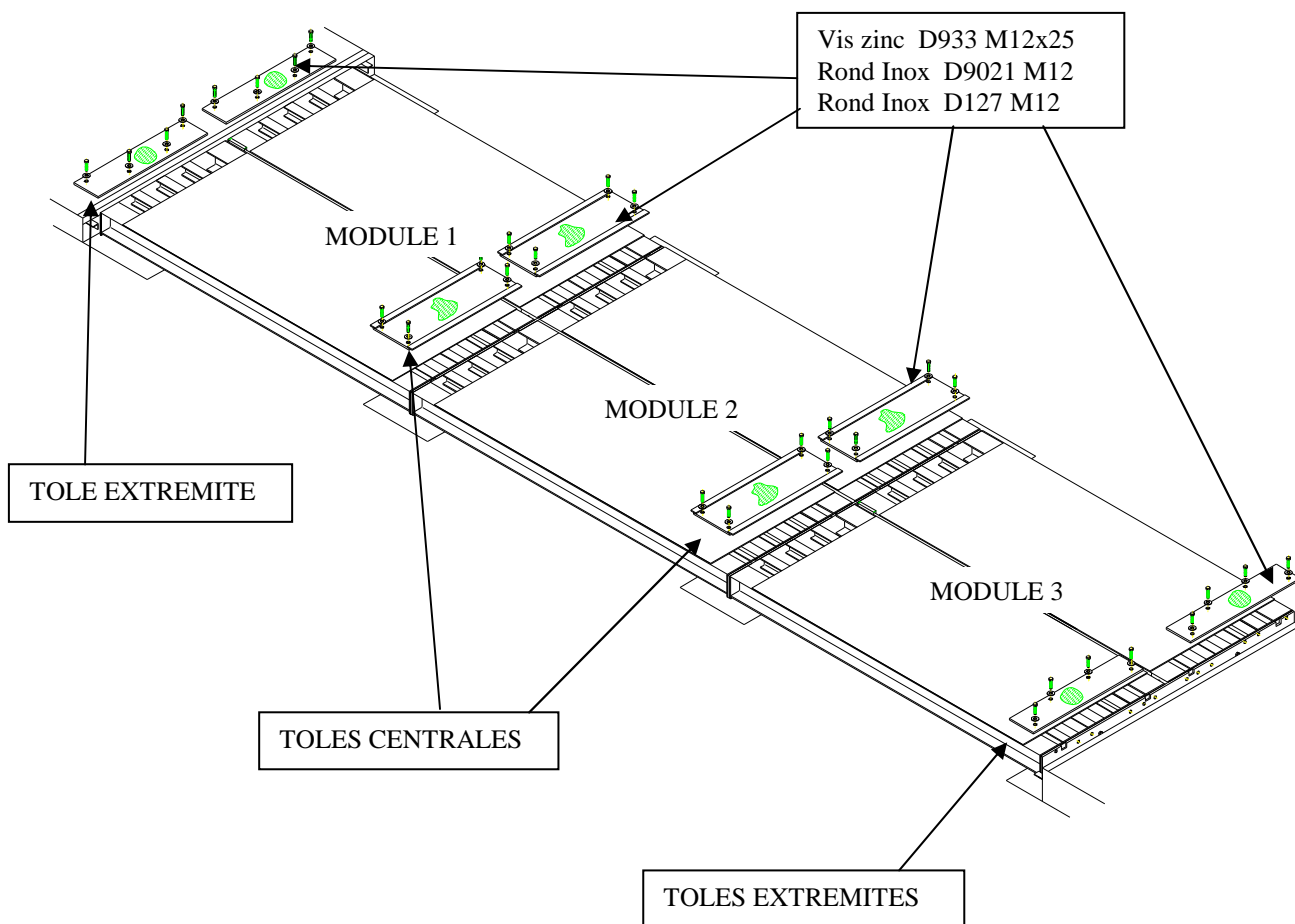 Vis zinc D933 M12x25
Rond Inox D9021 M12
Rond Inox D127 M12
MODULE 1
MODULE 2
TOLE EXTREMITE
MODULE 3
TOLES CENTRALES
TOLES EXTREMITES